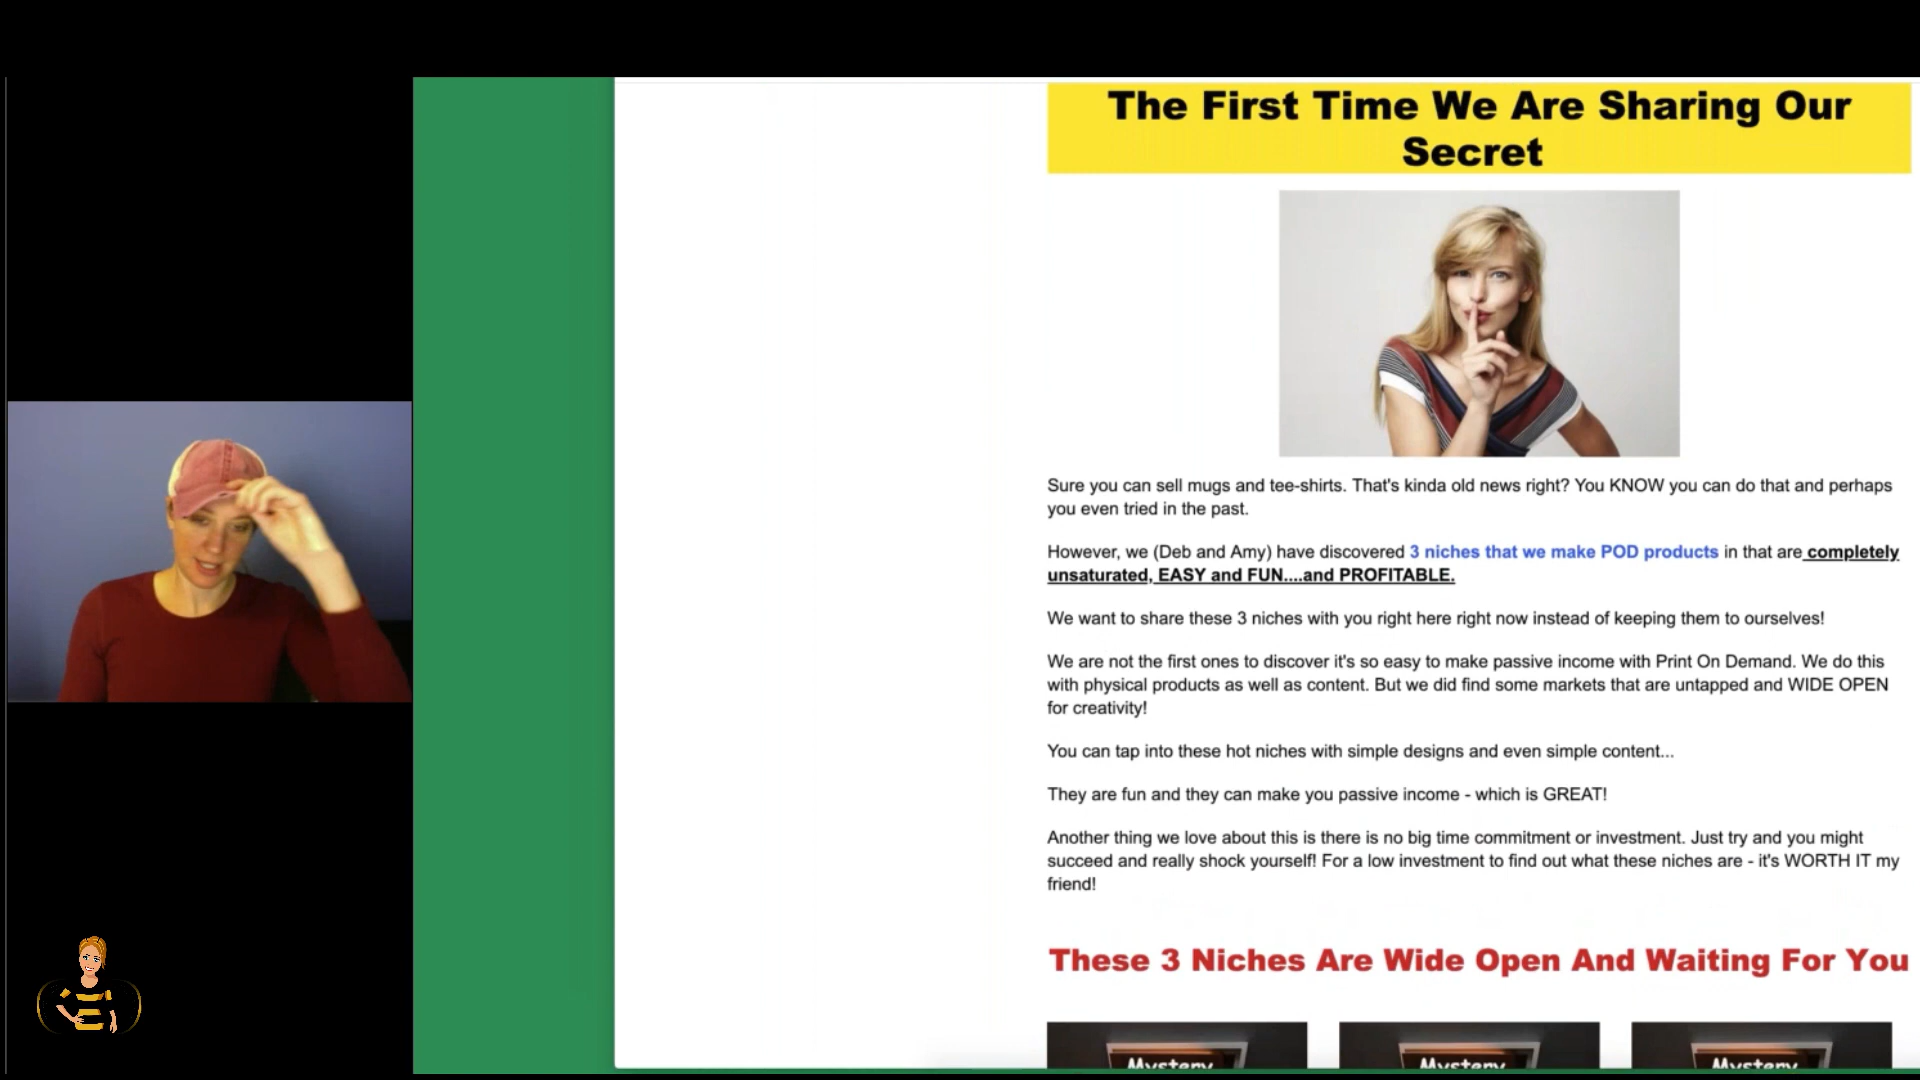 The First Time We Are Sharing Our
Secret
Sure you can sell mugs and tee-shirts. That's kinda old news right? You KNOW you can do that and perhaps
you even tried in the past.
However, we (Deb and Amy) have discovered 3 niches that we make POD products in that are completely
unsaturated, EASY and FUN....and PROFITABLE.
We want to share these 3 niches with you right here right now instead of keeping them to ourselves!
We are not the first ones to discover it's so easy to make passive income with Print On Demand. We do this
with physical products as well as content. But we did find some markets that are untapped and WIDE OPEN
for creativity!
You can tap into these hot niches with simple designs and even simple content...
They are fun and they can make you passive income - which is GREAT!
Another thing we love about this is there is no big time commitment or investment. Just try and you might
succeed and really shock yourself! For a low investment to find out what these niches are - it's WORTH IT my
friend!
These 3 Niches Are Wide Open And Waiting For You
Mystery Mystery Mystery